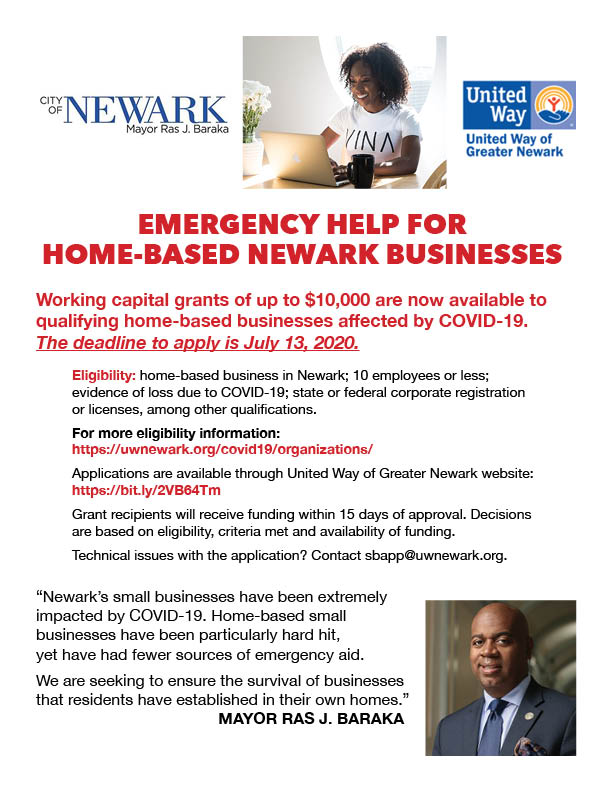 CITY
OF
NEWARK
Mayor Ras J. Baraka
VINA
United
Way
United Way of
Greater Newark
EMERGENCY HELP FOR
HOME-BASED NEWARK BUSINESSES
Working capital grants of up to $10,000 are now available to
qualifying home-based businesses affected by COVID-19.
The deadline to apply is July 13, 2020.
Eligibility: home-based business in Newark; 10 employees or less;
evidence of loss due to COVID-19; state or federal corporate registration
or licenses, among other qualifications.
For more eligibility information:
https://uwnewark.org/covid19/organizations/
Applications are available through United Way of Greater Newark website:
https://bit.ly/2VB64Tm
Grant recipients will receive funding within 15 days of approval. Decisions
are based on eligibility, criteria met and availability of funding.
Technical issues with the application? Contact sbapp@uwnewark.org.
“Newark’s small businesses have been extremely
impacted by COVID-19. Home-based small
businesses have been particularly hard hit,
yet have had fewer sources of emergency aid.
We are seeking to ensure the survival of businesses
that residents have established in their own homes.”
MAYOR RAS J. BARAKA